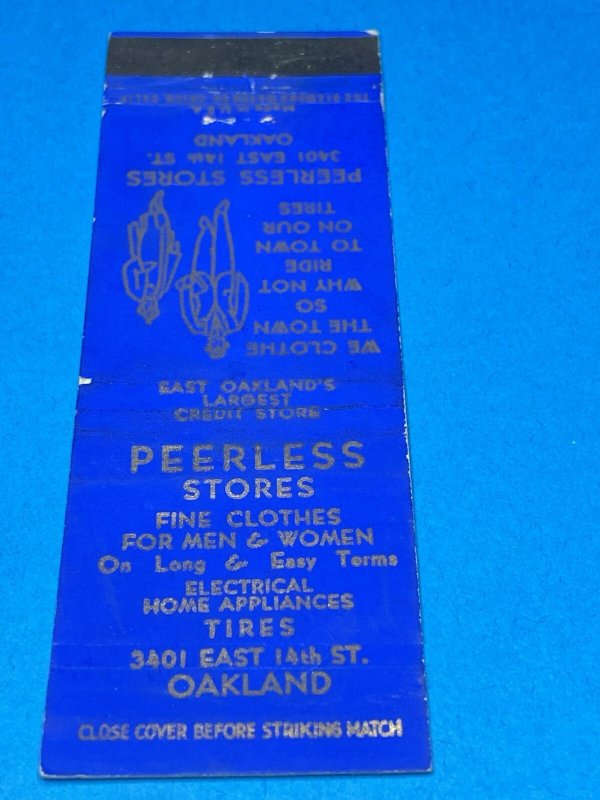 EAST OAKLAND'S
LARGEST
CREDIT STORE
PEERLESS
STORES
FINE CLOTHES
FOR MEN & WOMEN
On Long & Easy Terms
ELECTRICAL
HOME APPLIANCES
TIRES
3401 EAST 14th ST.
OAKLAND
CLOSE COVER BEFORE STRIKING MATCH
WE CLOTHE
THE TOWN
SO
WHY NOT
RIDE
TO TOWN
ON OUR
TIRES
PEERLESS STORES
3401 EAST 14th ST.
OAKLAND
MADE IN U.S.A.